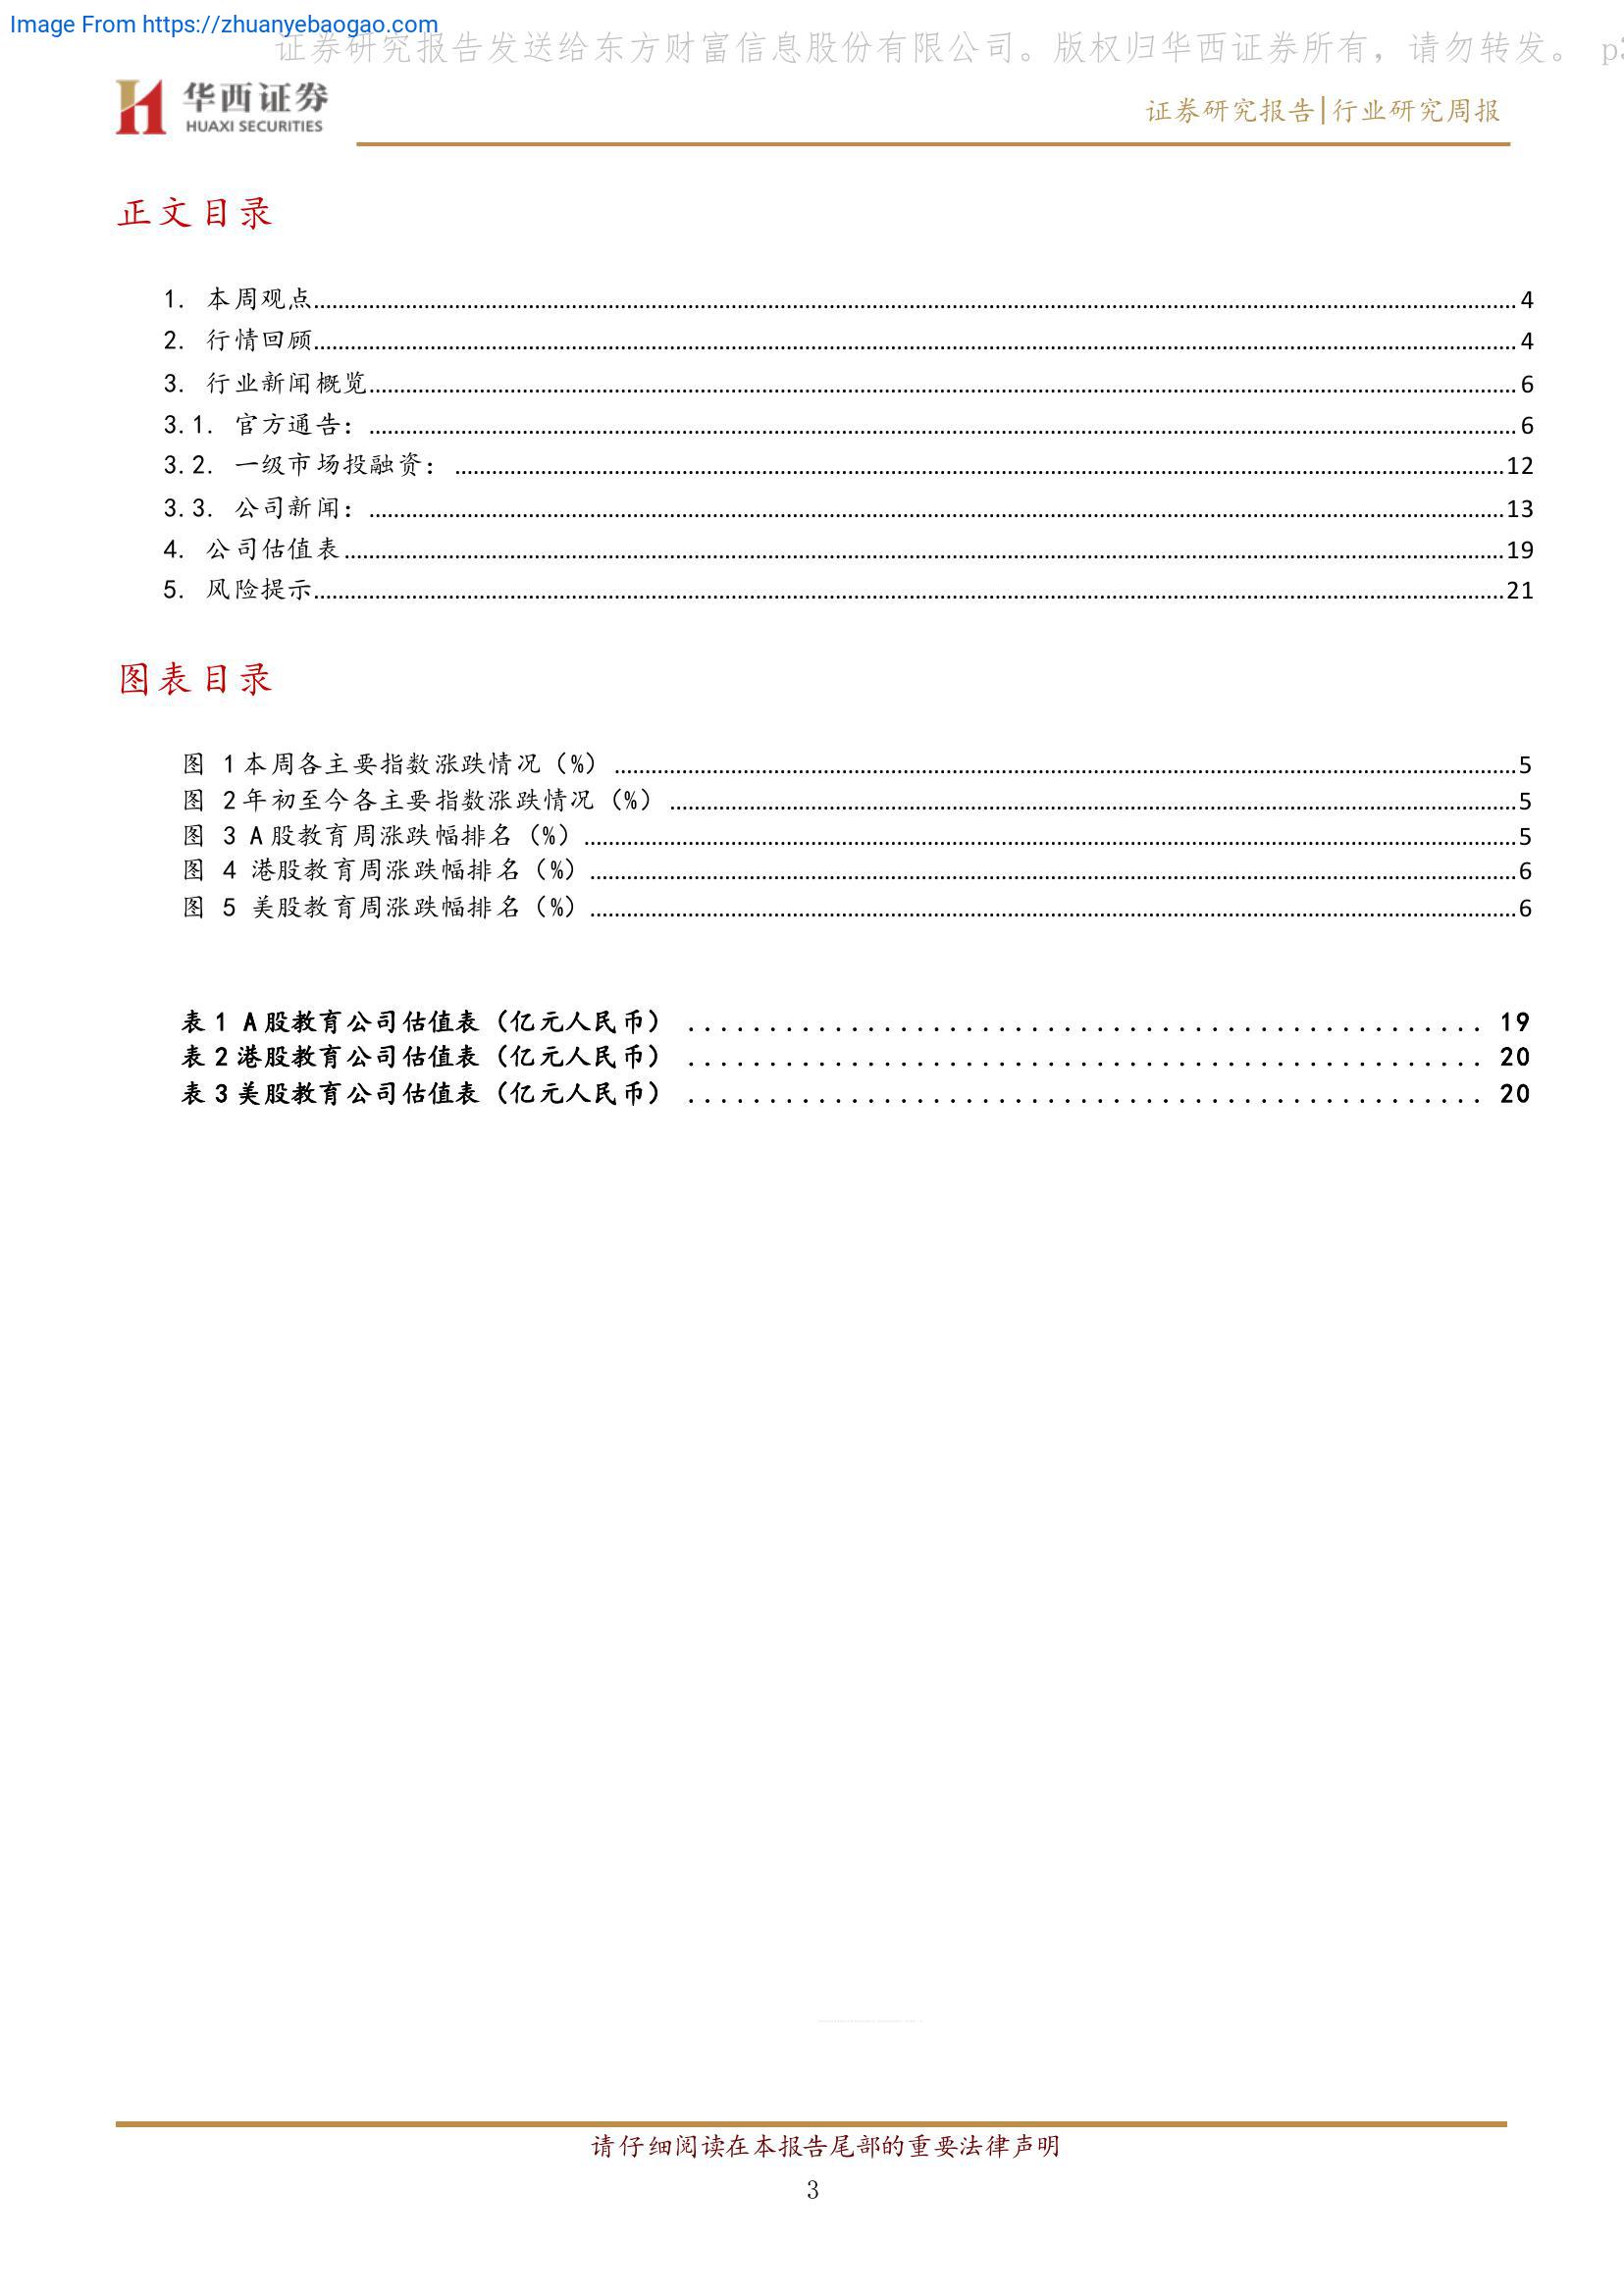 Image From https://zhuanyebaogao.com
证券研究报告发送给东方财富信息股份有限公司。版权归华西证券所有，请勿转发。 p3
华西证券
HUAXI SECURITIES
证券研究报告|行业研究周报
正文目录
1. 本周观点........................................4
2. 行情回顾........................................4
3. 行业新闻概览........................................6
3.1. 官方通告：........................................6
3.2. 一级市场投融资：........................................12
3.3. 公司新闻：........................................13
4. 公司估值表........................................19
5. 风险提示........................................21
图表目录
图 1本周各主要指数涨跌情况（%）........................................5
图 2年初至今各主要指数涨跌情况（%）........................................5
图 3 A股教育周涨跌幅排名（%）........................................5
图 4 港股教育周涨跌幅排名（%）........................................6
图 5 美股教育周涨跌幅排名（%）........................................6
表 1 A股教育公司估值表（亿元人民币） ........................................ 19
表 2港股教育公司估值表（亿元人民币） ........................................ 20
表 3美股教育公司估值表（亿元人民币） ........................................ 20
请仔细阅读在本报告尾部的重要法律声明
3